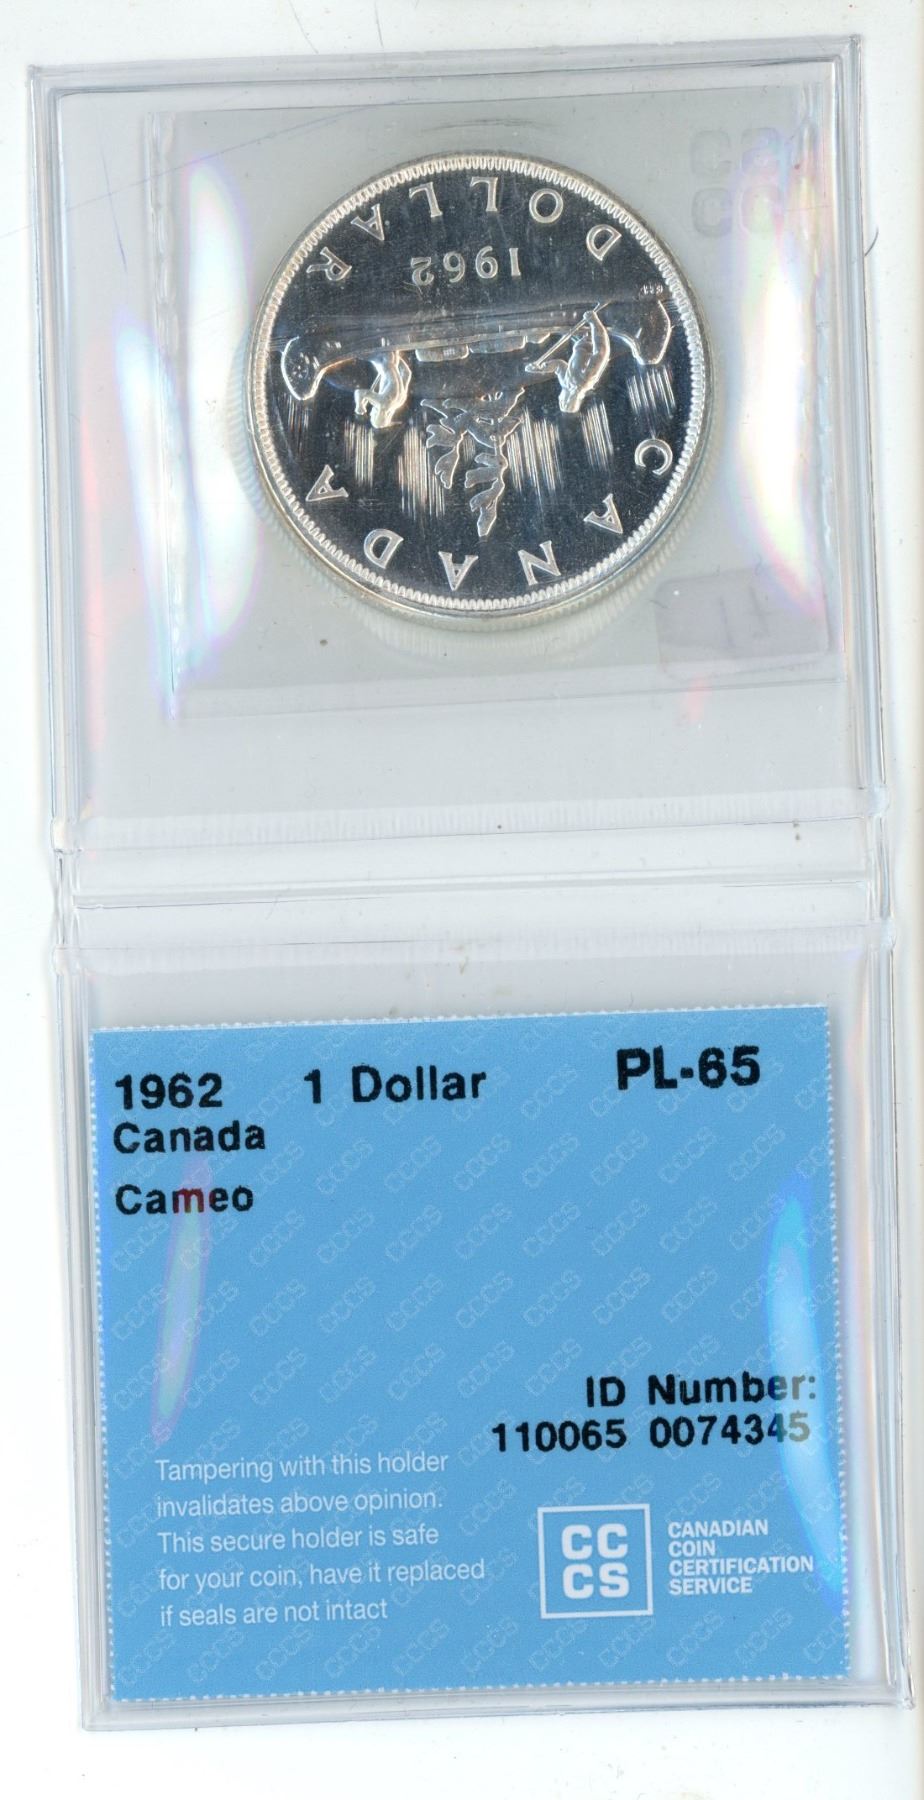 CANADA
1962
DOLLAR
1962 1 Dollar PL-65
Canada
Cameo
ID Number:
110065 0074345
Tampering with this holder
invalidates above opinion.
This secure holder is safe
for your coin, have it replaced
if seals are not intact
CC
CS
CANADIAN
COIN
CERTIFICATION
SERVICE